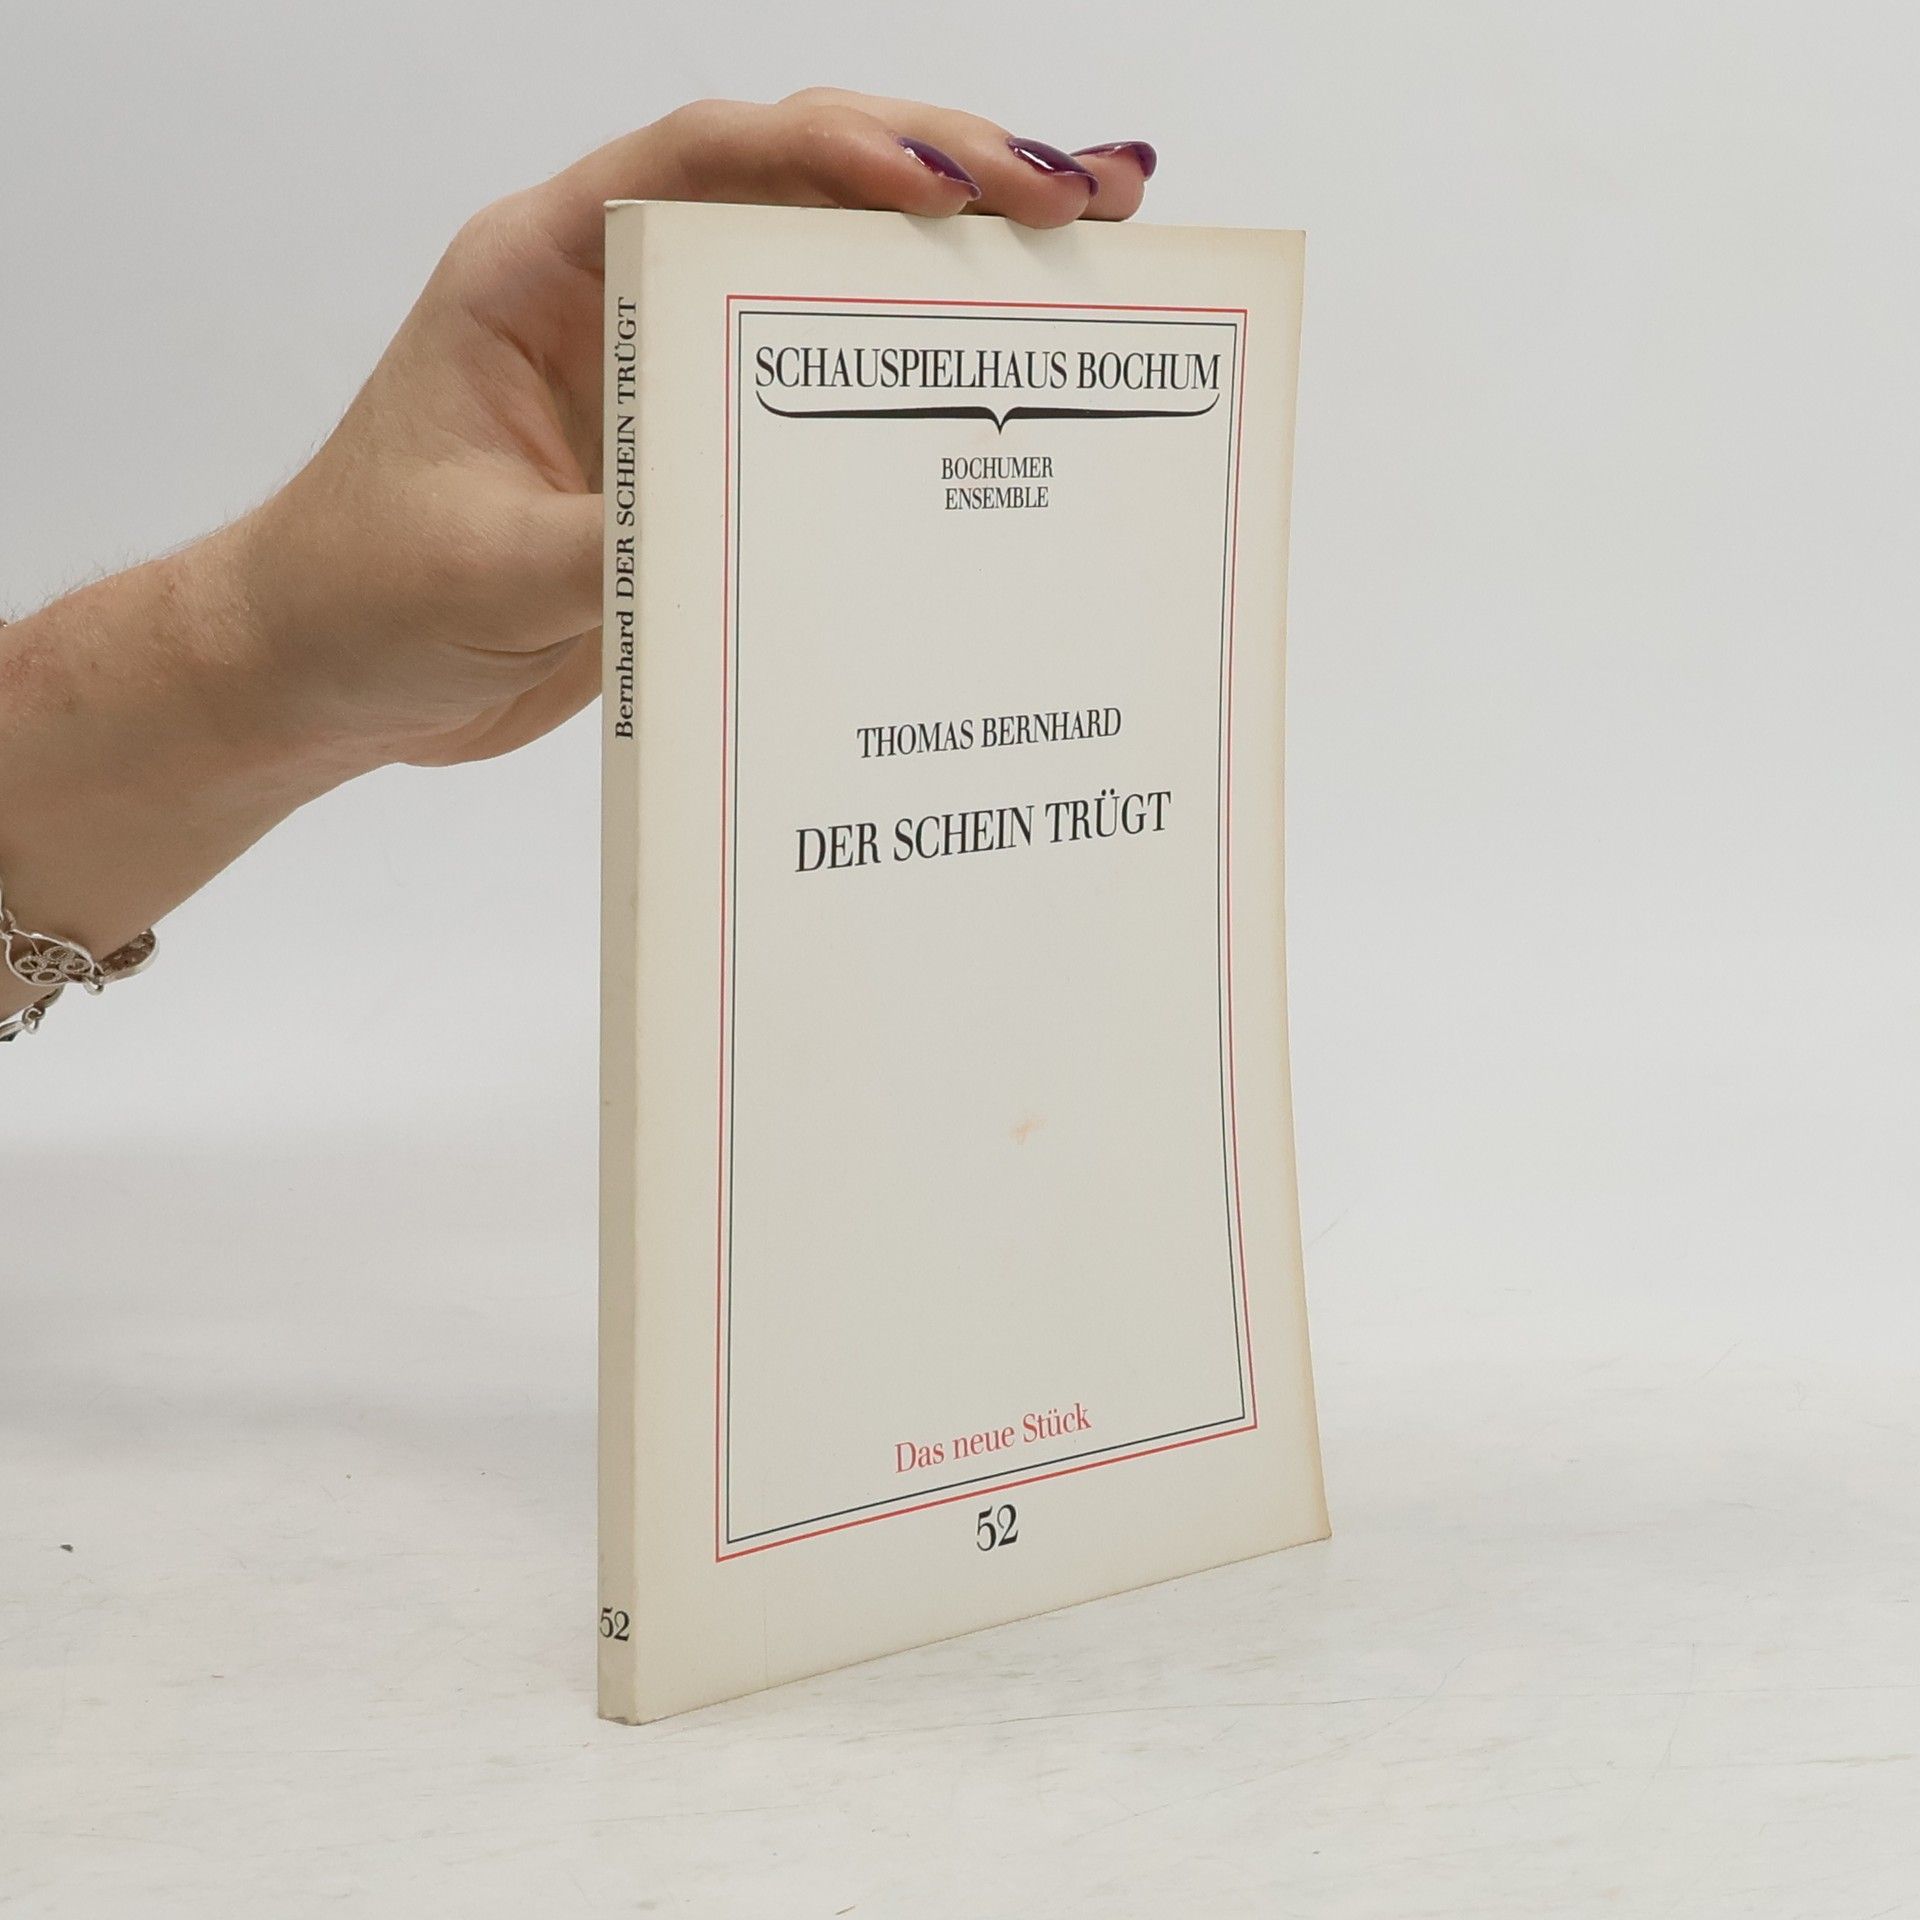 Bernhard DER SCHEIN TRÜGT
52
SCHAUSPIELHAUS BOCHUM
BOCHUMER
ENSEMBLE
THOMAS BERNHARD
DER SCHEIN TRÜGT
Das neue Stück
52